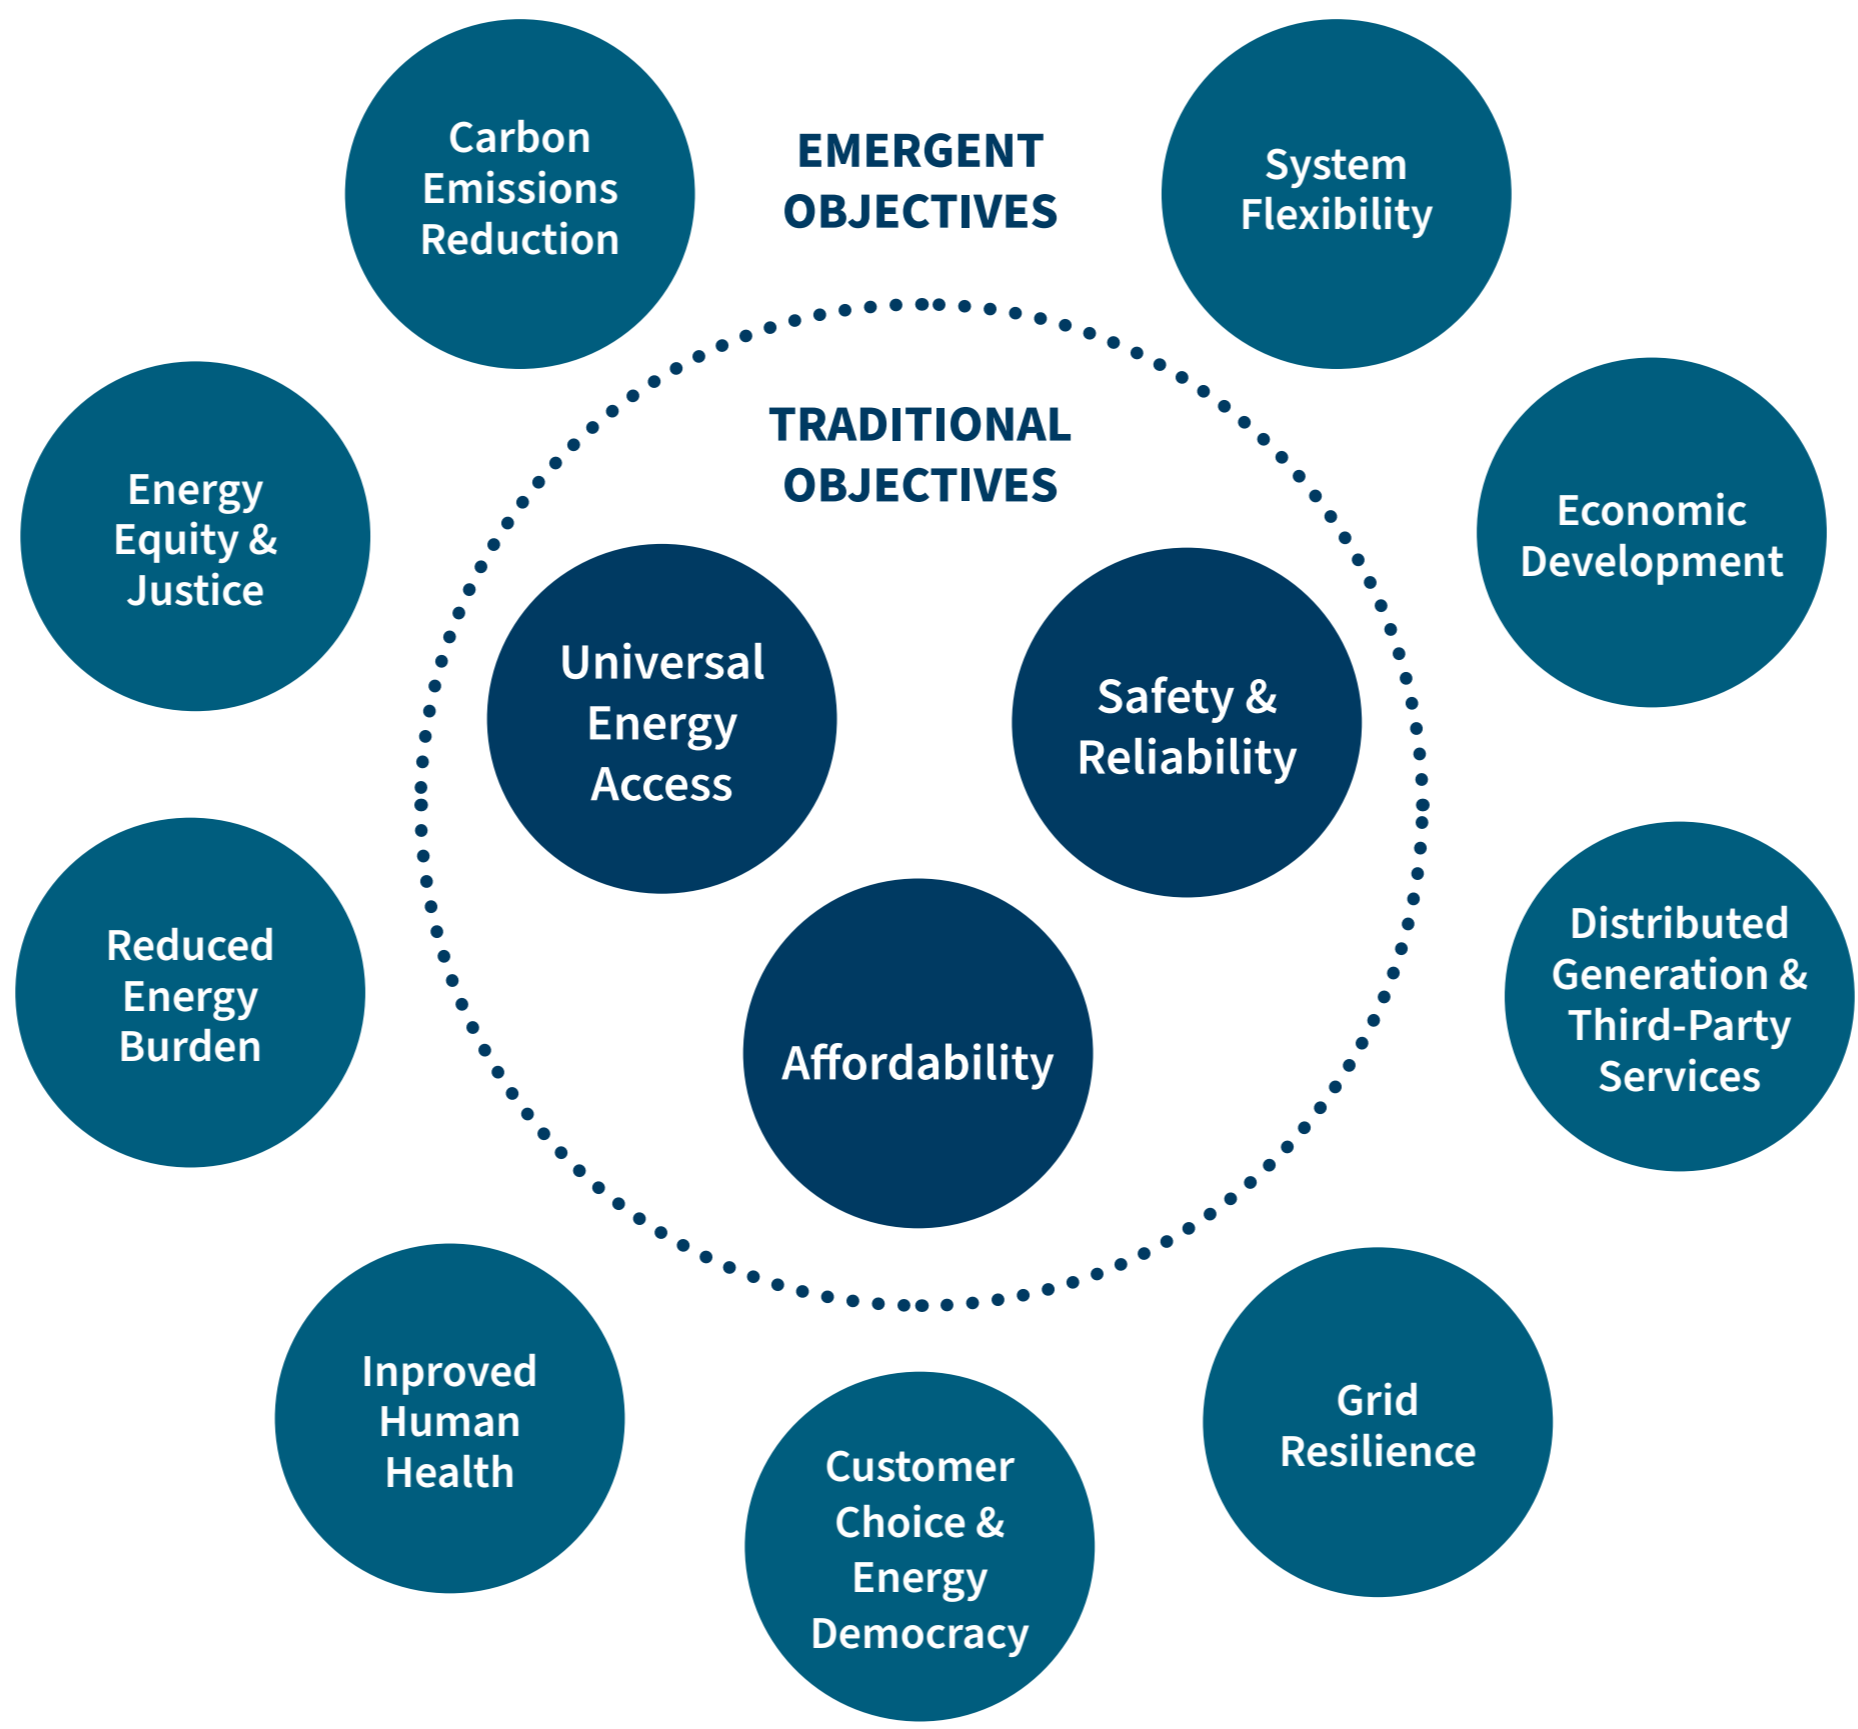 EMERGENT
OBJECTIVES
Carbon
Emissions
Reduction
System
Flexibility
Economic
Development
Distributed
Generation &
Third-Party
Services
Grid
Resilience
Customer
Choice &
Energy
Democracy
Inproved
Human
Health
Reduced
Energy
Burden
Energy
Equity &
Justice
TRADITIONAL
OBJECTIVES
Universal
Energy
Access
Safety &
Reliability
Affordability